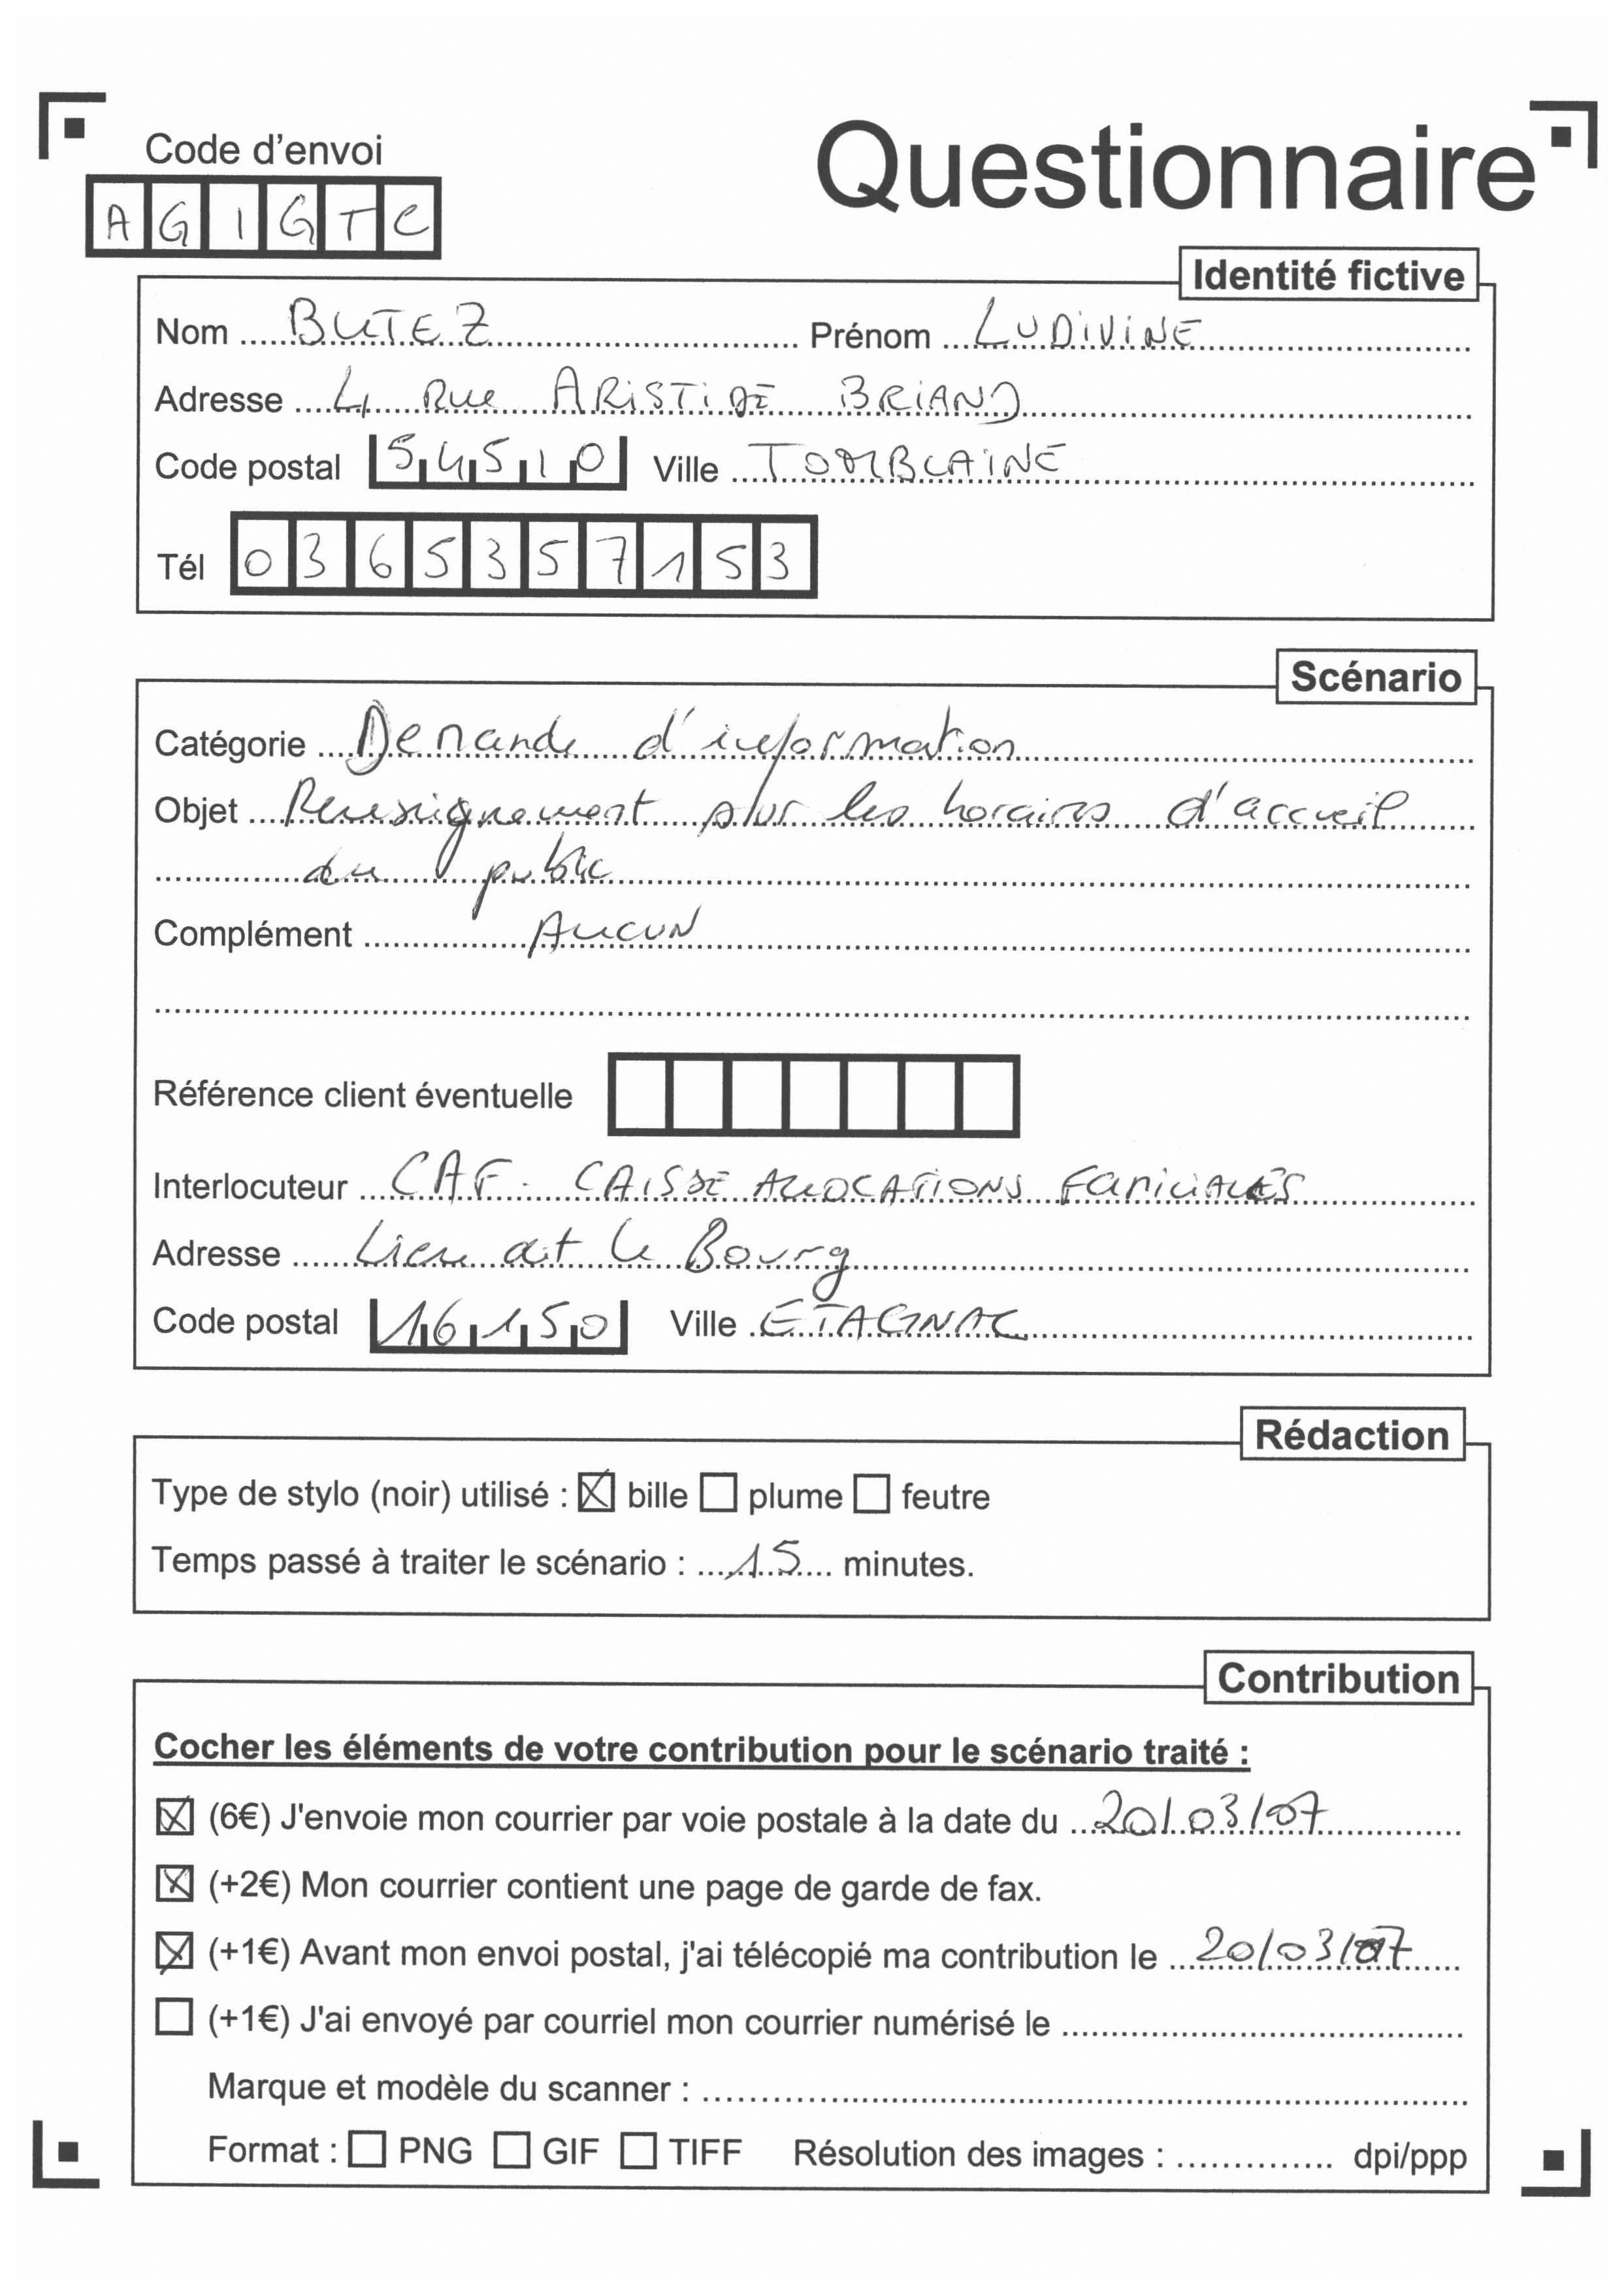 Code d'envoi
Questionnaire
AGIGTC
Identité fictive
Nom BUTEZ Prénom LUDIVINE
Adresse 4 Rue ARISTIDE BRIAND
Code postal 54510 Ville TOMBLAINE
Tél 0365357153
Scénario
Catégorie Demande d'information
Objet Renseignement sur les horaires d'accueil
du public
Complément AUCUN
Référence client éventuelle
Interlocuteur CAF. CAISSE ALLOCATIONS FAMILIALES
Adresse Lieu dit Le Bourg
Code postal 16150 Ville ETAGNAC
Rédaction
Type de stylo (noir) utilisé : ☒ bille ☐ plume ☐ feutre
Temps passé à traiter le scénario : 15 minutes.
Contribution
Cocher les éléments de votre contribution pour le scénario traité :
☒ (6€) J'envoie mon courrier par voie postale à la date du 20/03/07
☒ (+2€) Mon courrier contient une page de garde de fax.
☒ (+1€) Avant mon envoi postal, j'ai télécopié ma contribution le 20/03/07
☐ (+1€) J'ai envoyé par courriel mon courrier numérisé le
Marque et modèle du scanner :
Format : ☐ PNG ☐ GIF ☐ TIFF Résolution des images : dpi/ppp